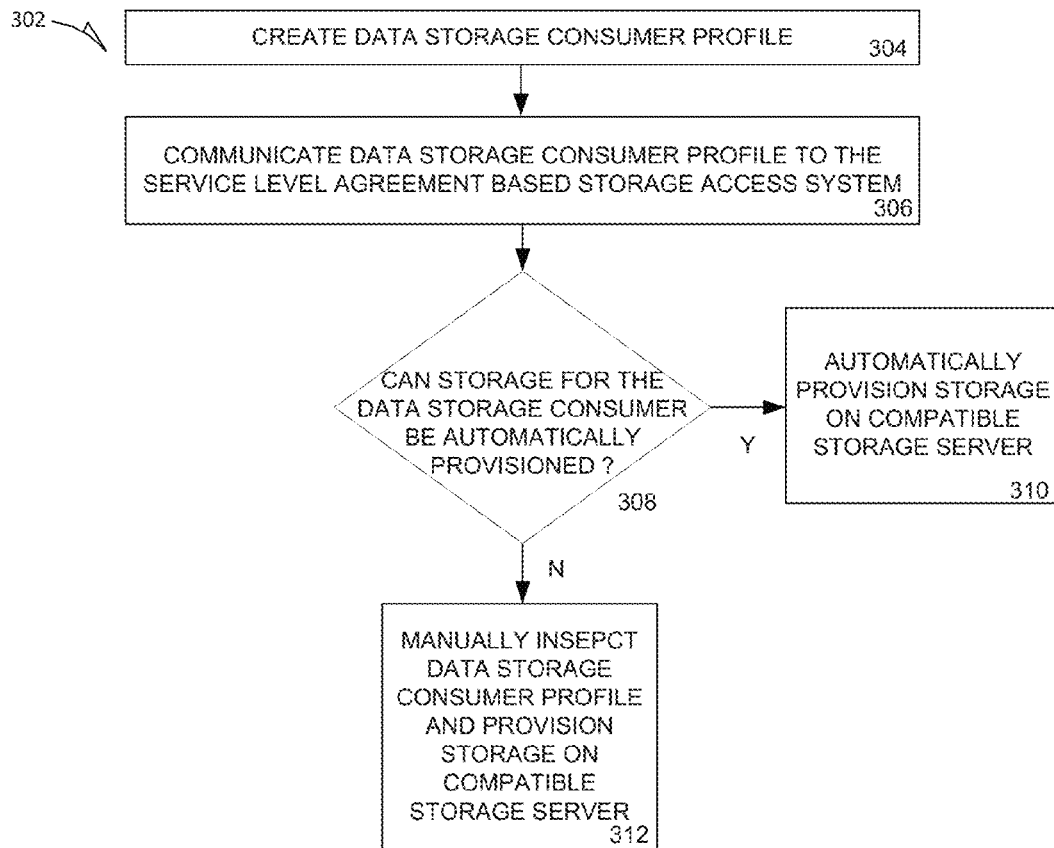 302
CREATE DATA STORAGE CONSUMER PROFILE
304
COMMUNICATE DATA STORAGE CONSUMER PROFILE TO THE
SERVICE LEVEL AGREEMENT BASED STORAGE ACCESS SYSTEM
306
CAN STORAGE FOR THE
DATA STORAGE CONSUMER
BE AUTOMATICALLY
PROVISIONED ?
308
Y
AUTOMATICALLY
PROVISION STORAGE
ON COMPATIBLE
STORAGE SERVER
310
N
MANUALLY INSEPCT
DATA STORAGE
CONSUMER PROFILE
AND PROVISION
STORAGE ON
COMPATIBLE
STORAGE SERVER
312